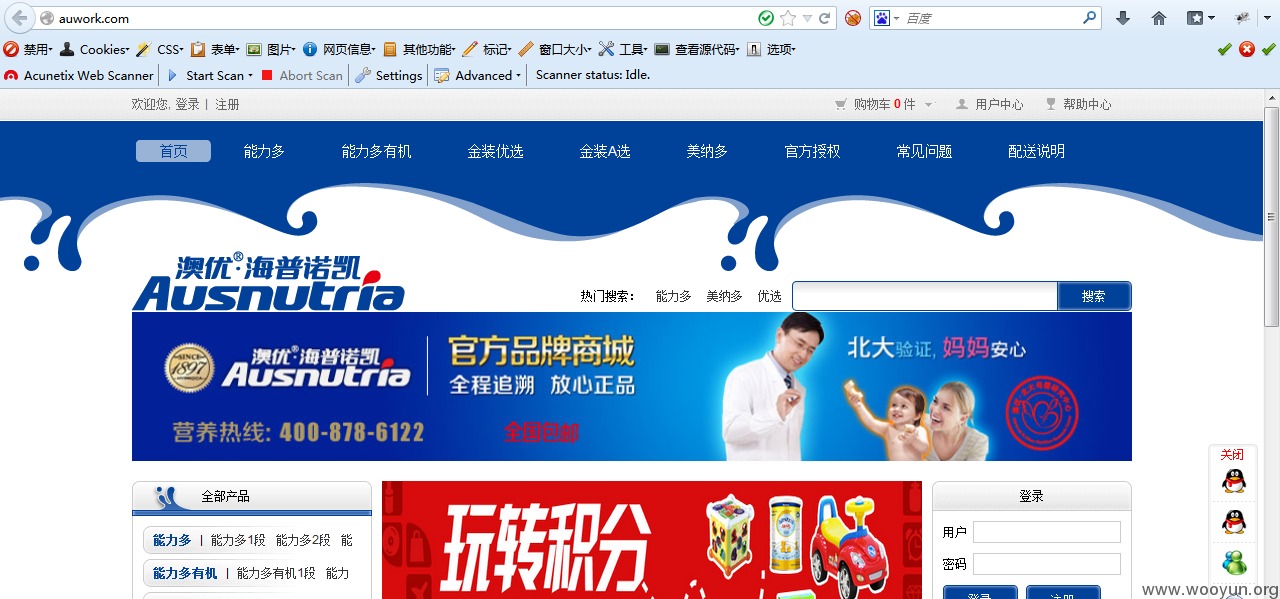 auwork.com 百度
禁用 Cookies CSS 表单 图片 网页信息 其他功能 标记 窗口大小 工具 查看源代码 选项
Acunetix Web Scanner Start Scan Abort Scan Settings Advanced Scanner status: Idle.
欢迎您, 登录 | 注册 购物车 0 件 用户中心 帮助中心
首页 能力多 能力多有机 金装优选 金装A选 美纳多 官方授权 常见问题 配送说明
澳优·海普诺凯®
Ausnutria
热门搜索: 能力多 美纳多 优选 搜索
SINCE 1897
澳优·海普诺凯®
Ausnutria
官方品牌商城
全程追溯 放心正品
北大验证, 妈妈安心
营养热线: 400-878-6122 全国包邮
关闭
全部产品
玩转积分
登录
能力多 | 能力多1段 能力多2段 能
用户
能力多有机 | 能力多有机1段 能力
密码
登录 注册
www.wooyun.org